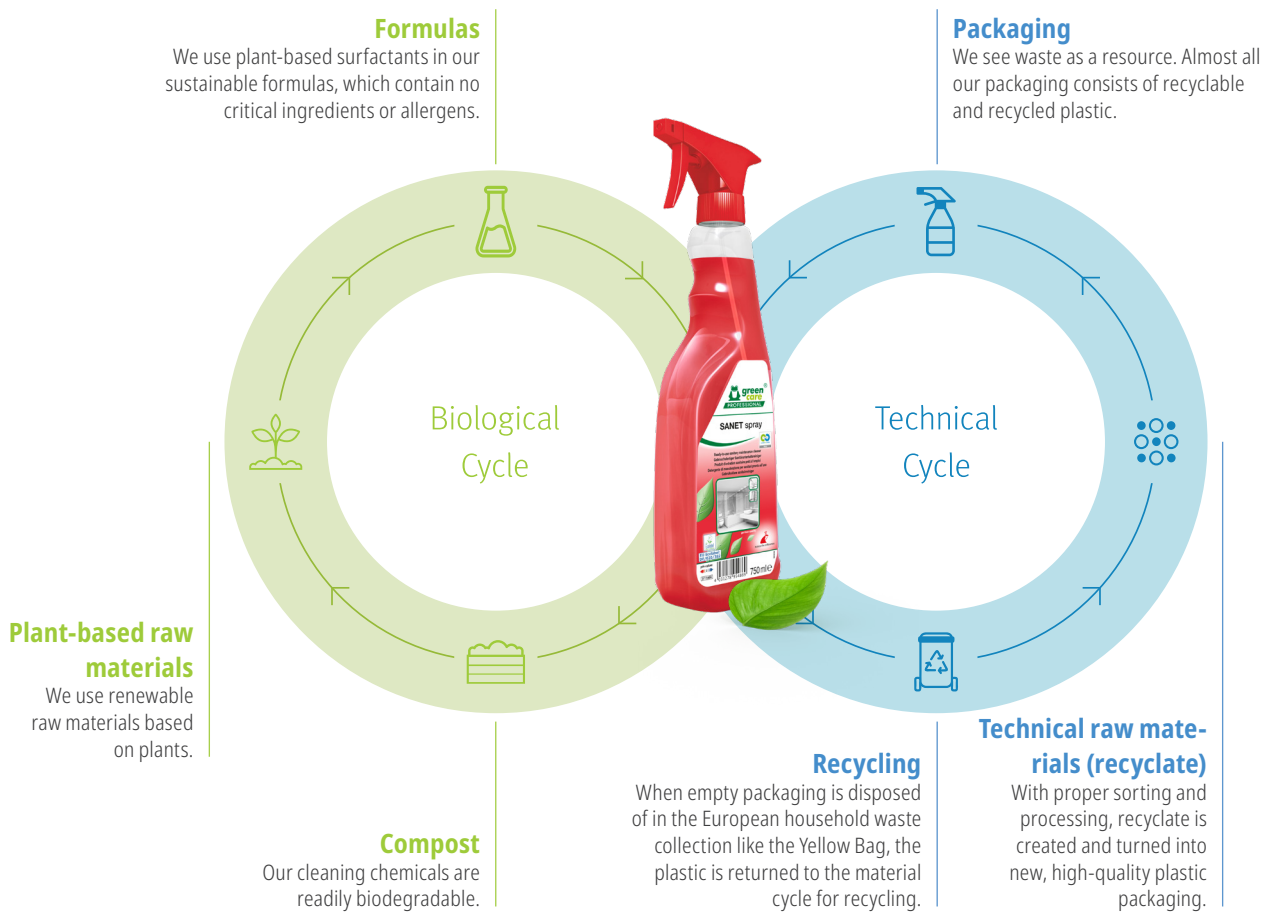 Formulas
We use plant-based surfactants in our
sustainable formulas, which contain no
critical ingredients or allergens.
Packaging
We see waste as a resource. Almost all
our packaging consists of recyclable
and recycled plastic.
Biological
Cycle
Technical
Cycle
green
care
PROFESSIONAL
SANET spray
750 ml e
Plant-based raw
materials
We use renewable
raw materials based
on plants.
Compost
Our cleaning chemicals are
readily biodegradable.
Recycling
When empty packaging is disposed
of in the European household waste
collection like the Yellow Bag, the
plastic is returned to the material
cycle for recycling.
Technical raw mate-
rials (recyclate)
With proper sorting and
processing, recyclate is
created and turned into
new, high-quality plastic
packaging.